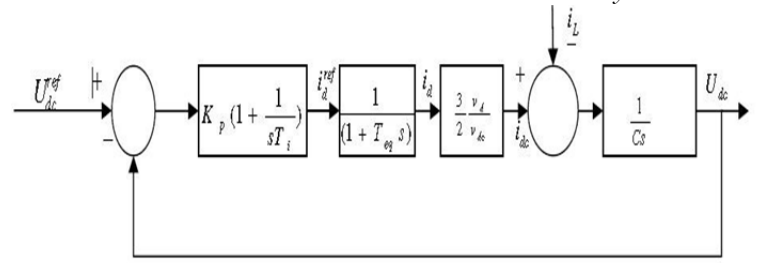 i_L
−
U_dc^ref
+
−
K_p (1 + 1/(sT_i))
i_d^ref
1/((1 + T_eq s))
i_d
3/2 v_d/v_dc
+
i_dc
1/(Cs)
U_dc